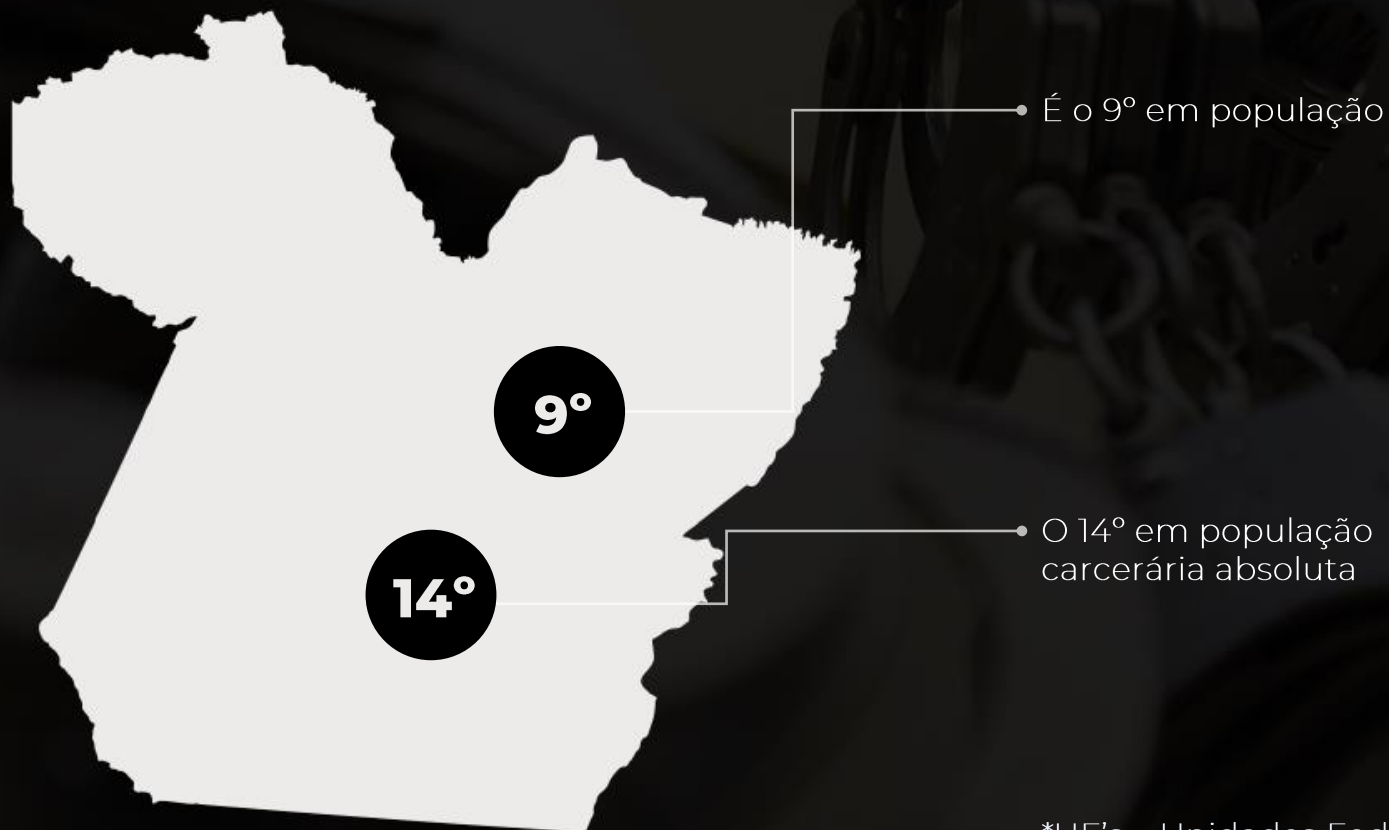 É o 9º em população
9º
O 14º em população
carcerária absoluta
14º